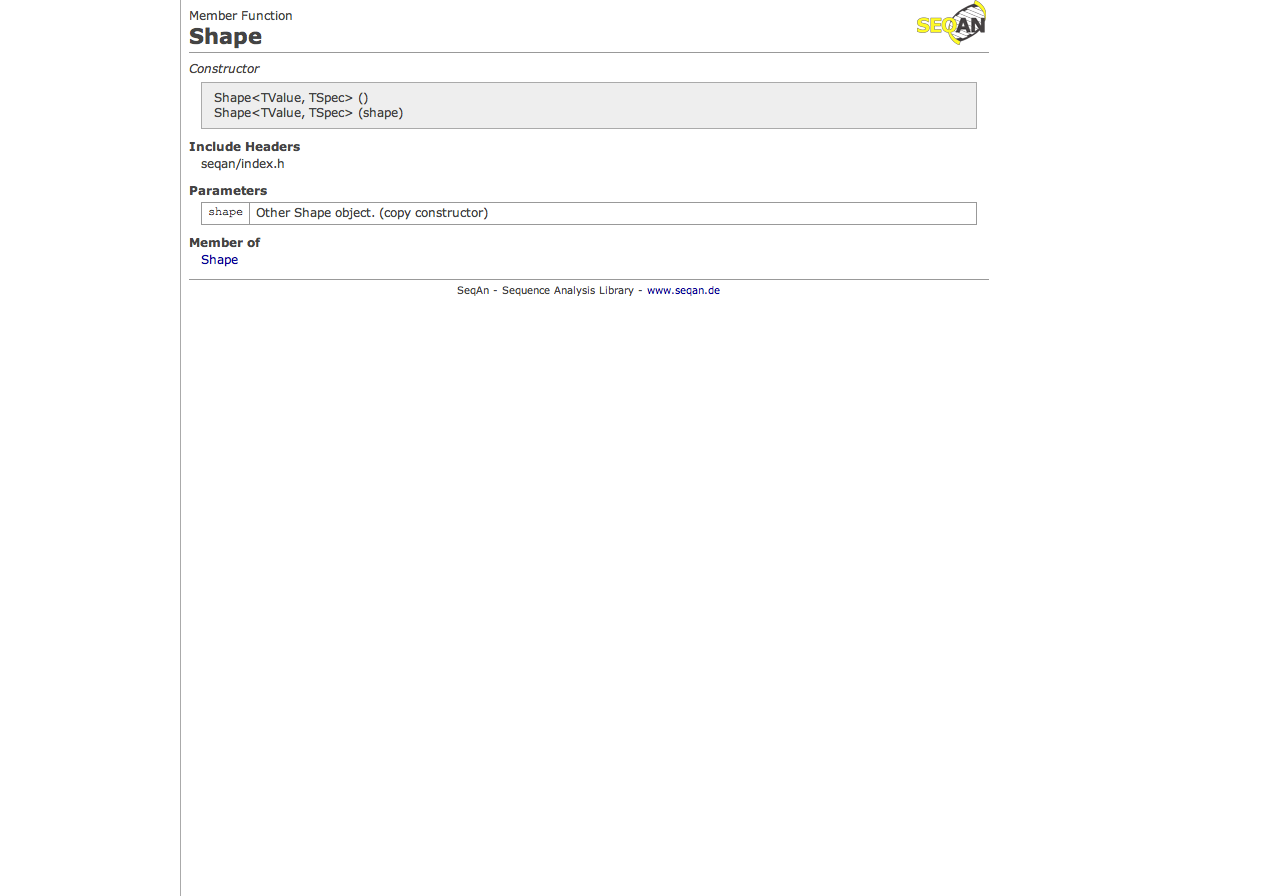 Member Function
Shape
SEQAN
Constructor
Shape<TValue, TSpec> ()
Shape<TValue, TSpec> (shape)
Include Headers
seqan/index.h
Parameters
shape Other Shape object. (copy constructor)
Member of
Shape
SeqAn - Sequence Analysis Library - www.seqan.de